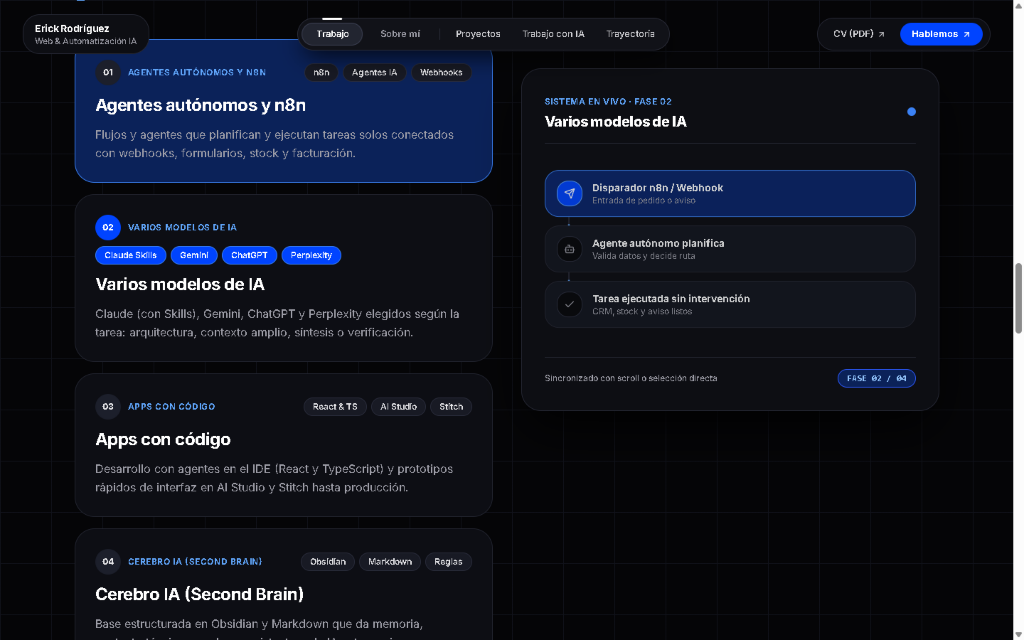 Erick Rodríguez
Web & Automatización IA
Trabajo
Sobre mí
Proyectos
Trabajo con IA
Trayectoria
CV (PDF) ↗
Hablemos ↗
01 AGENTES AUTÓNOMOS Y N8N
n8n
Agentes IA
Webhooks
Agentes autónomos y n8n
Flujos y agentes que planifican y ejecutan tareas solos conectados
con webhooks, formularios, stock y facturación.
02 VARIOS MODELOS DE IA
Claude Skills
Gemini
ChatGPT
Perplexity
Varios modelos de IA
Claude (con Skills), Gemini, ChatGPT y Perplexity elegidos según la
tarea: arquitectura, contexto amplio, síntesis o verificación.
03 APPS CON CÓDIGO
React & TS
AI Studio
Stitch
Apps con código
Desarrollo con agentes en el IDE (React y TypeScript) y prototipos
rápidos de interfaz en AI Studio y Stitch hasta producción.
04 CEREBRO IA (SECOND BRAIN)
Obsidian
Markdown
Reglas
Cerebro IA (Second Brain)
Base estructurada en Obsidian y Markdown que da memoria,
SISTEMA EN VIVO · FASE 02
Varios modelos de IA
Disparador n8n / Webhook
Entrada de pedido o aviso
Agente autónomo planifica
Valida datos y decide ruta
Tarea ejecutada sin intervención
CRM, stock y aviso listos
Sincronizado con scroll o selección directa
FASE 02 / 04